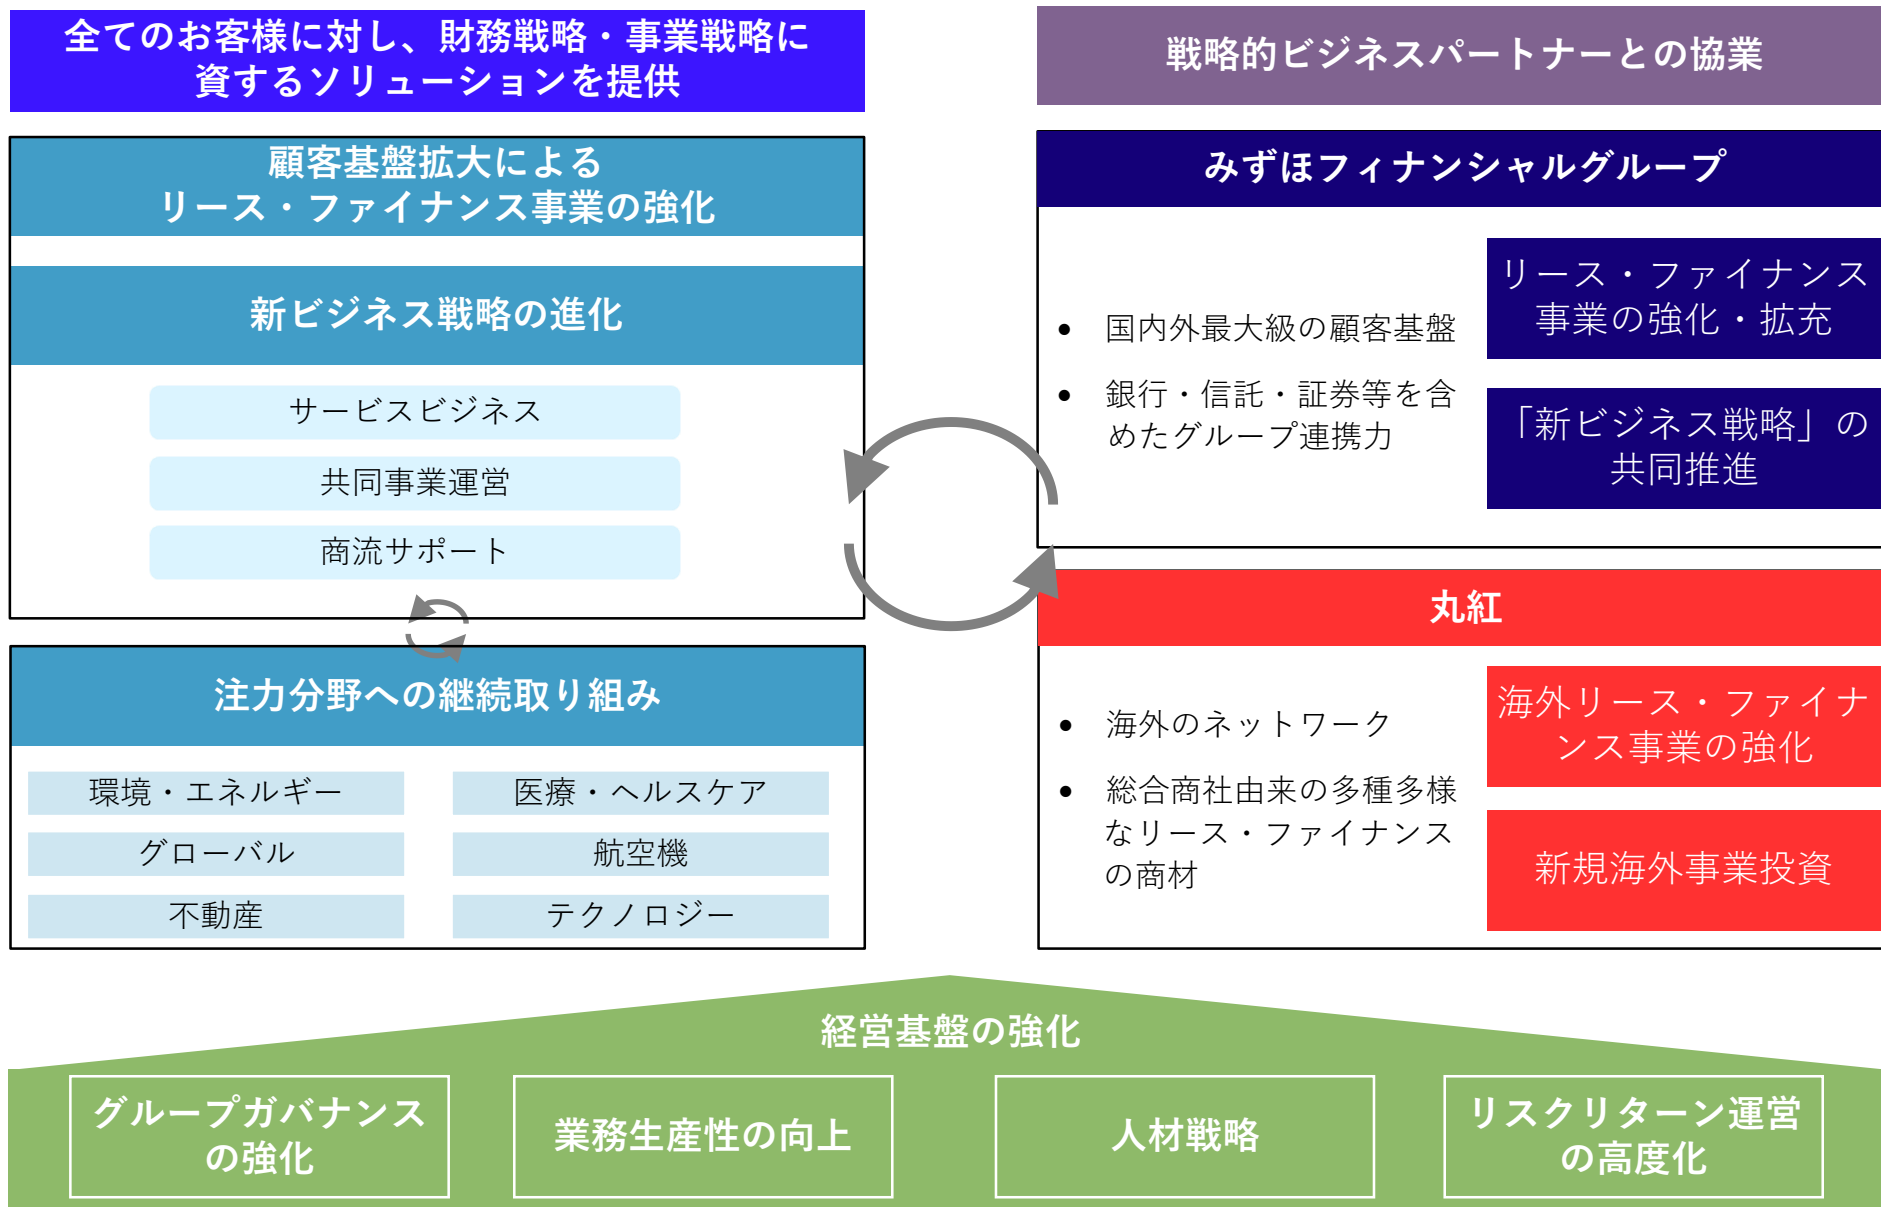 全てのお客様に対し、財務戦略・事業戦略に
資するソリューションを提供
顧客基盤拡大による
リース・ファイナンス事業の強化
新ビジネス戦略の進化
サービスビジネス
共同事業運営
商流サポート
注力分野への継続取り組み
環境・エネルギー
医療・ヘルスケア
グローバル
航空機
不動産
テクノロジー
戦略的ビジネスパートナーとの協業
みずほフィナンシャルグループ
• 国内外最大級の顧客基盤
• 銀行・信託・証券等を含
めたグループ連携力
リース・ファイナンス
事業の強化・拡充
「新ビジネス戦略」の
共同推進
丸紅
• 海外のネットワーク
• 総合商社由来の多種多様
なリース・ファイナンス
の商材
海外リース・ファイナ
ンス事業の強化
新規海外事業投資
経営基盤の強化
グループガバナンス
の強化
業務生産性の向上
人材戦略
リスクリターン運営
の高度化